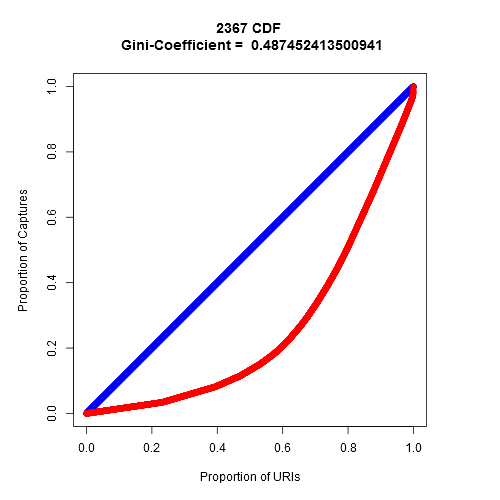 2367 CDF
Gini-Coefficient = 0.487452413500941
1.0
0.8
0.6
0.4
0.2
0.0
Proportion of Captures
0.0 0.2 0.4 0.6 0.8 1.0
Proportion of URIs